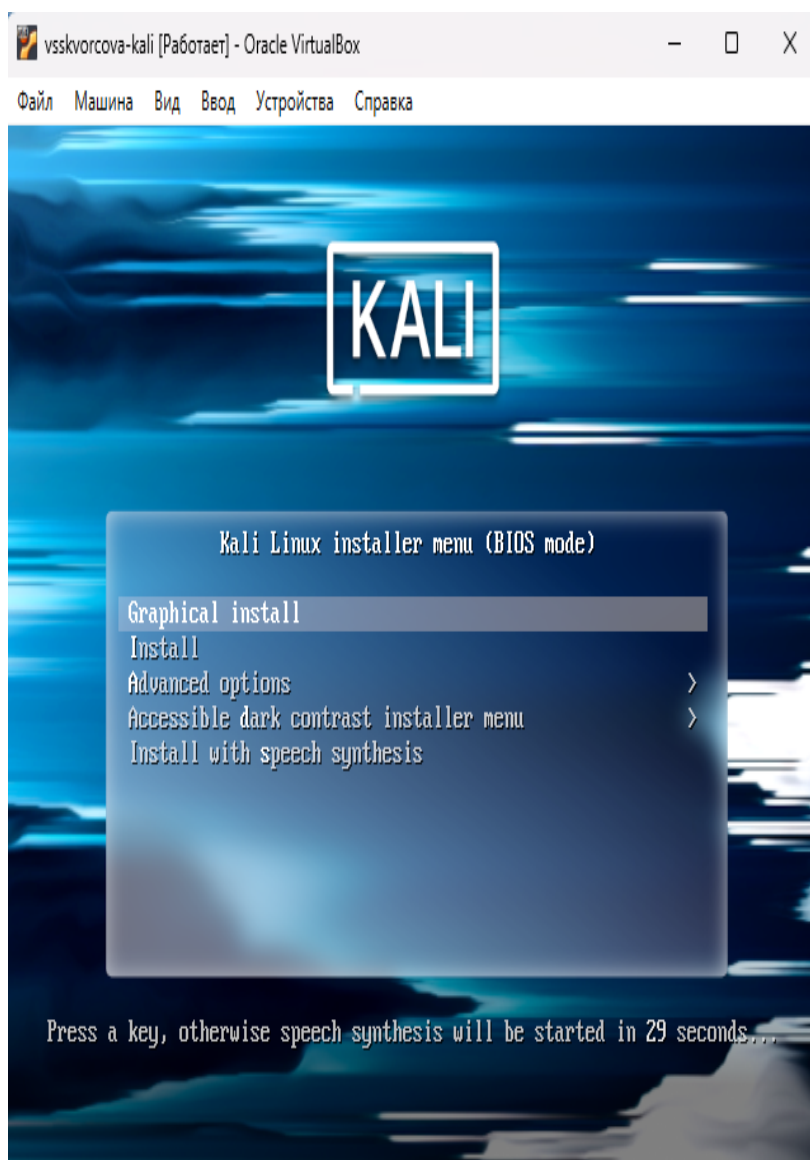 vsskvorcova-kali [Работает] - Oracle VirtualBox
Файл Машина Вид Ввод Устройства Справка
KALI
Kali Linux installer menu (BIOS mode)
Graphical install
Install
Advanced options >
Accessible dark contrast installer menu >
Install with speech synthesis
Press a key, otherwise speech synthesis will be started in 29 seconds...